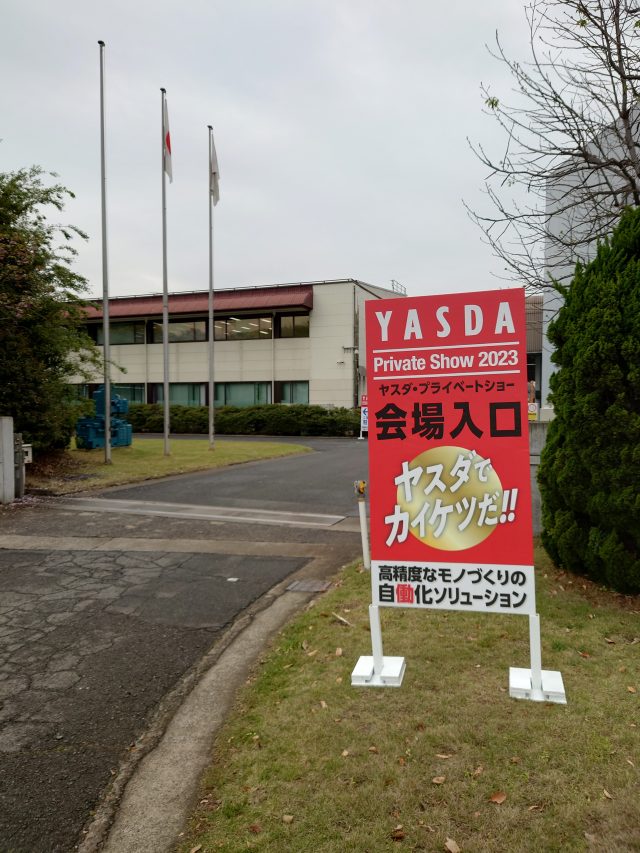 YASDA
Private Show 2023
ヤスダ・プライベートショー
会場入口
ヤスダで
カイケツだ!!
高精度なモノづくりの
自働化ソリューション